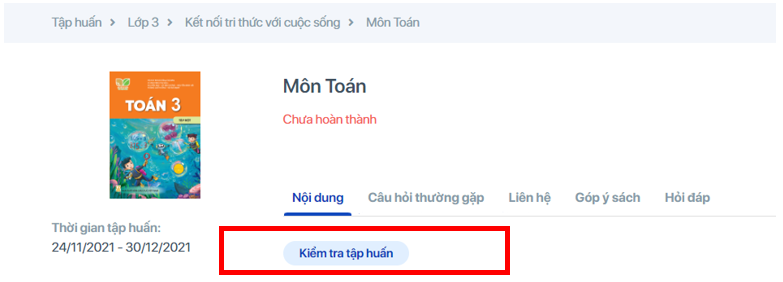 Tập huấn > Lớp 3 > Kết nối tri thức với cuộc sống > Môn Toán
TOÁN 3
Môn Toán
Chưa hoàn thành
Nội dung Câu hỏi thường gặp Liên hệ Góp ý sách Hỏi đáp
Thời gian tập huấn:
24/11/2021 - 30/12/2021
Kiểm tra tập huấn